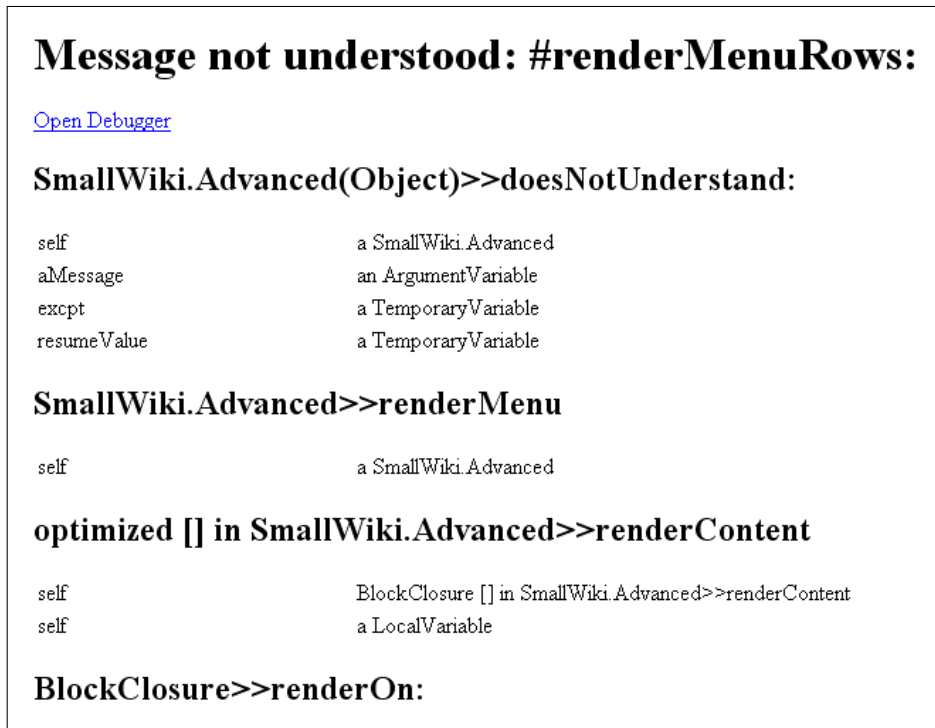 Message not understood: #renderMenuRows:
Open Debugger
SmallWiki.Advanced(Object)>>doesNotUnderstand:
self a SmallWiki.Advanced
aMessage an ArgumentVariable
excpt a TemporaryVariable
resumeValue a TemporaryVariable
SmallWiki.Advanced>>renderMenu
self a SmallWiki.Advanced
optimized [] in SmallWiki.Advanced>>renderContent
self BlockClosure [] in SmallWiki.Advanced>>renderContent
self a LocalVariable
BlockClosure>>renderOn: